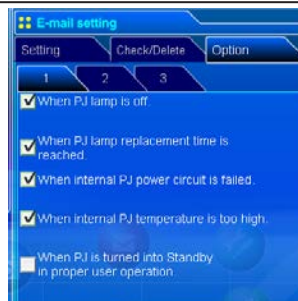 E-mail setting
Setting Check/Delete Option
1 2 3
When PJ lamp is off.
When PJ lamp replacement time is
reached.
When internal PJ power circuit is failed.
When internal PJ temperature is too high.
When PJ is turned into Standby
in proper user operation.